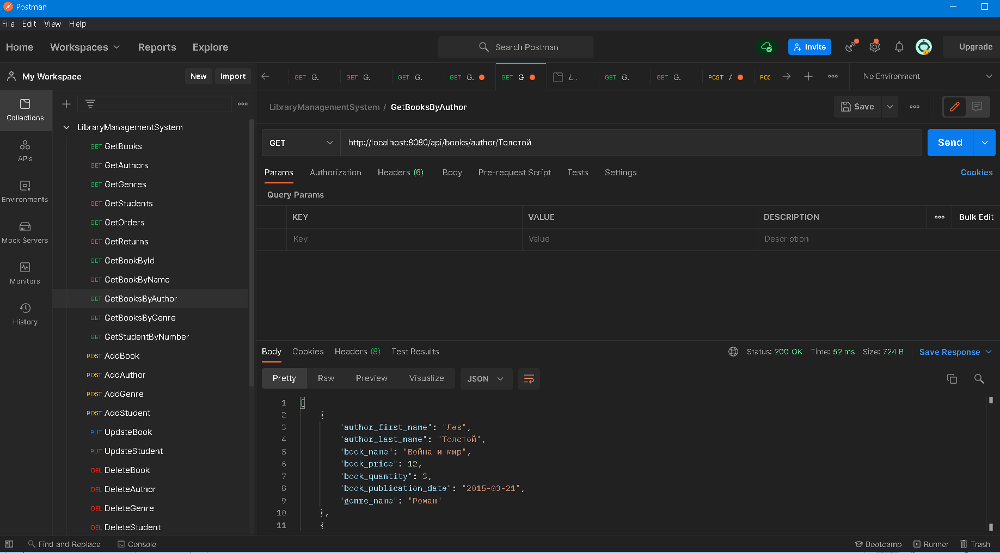 Postman
File Edit View Help
Home Workspaces Reports Explore Search Postman Invite Upgrade
My Workspace New Import GET G. GET G. GET G. GET G. GET G L.. GET G. GET G. POST No Environment
Collections
APIs
Environments
Mock Servers
Monitors
History
LibraryManagementSystem
GET GetBooks
GET GetAuthors
GET GetGenres
GET GetStudents
GET GetOrders
GET GetReturns
GET GetBookById
GET GetBookByName
GET GetBooksByAuthor
GET GetBooksByGenre
GET GetStudentByNumber
POST AddBook
POST AddAuthor
POST AddGenre
POST AddStudent
PUT UpdateBook
PUT UpdateStudent
DEL DeleteBook
DEL DeleteAuthor
DEL DeleteGenre
DEL DeleteStudent
LibraryManagementSystem / GetBooksByAuthor Save
GET http://localhost:8080/api/books/author/Толстой Send
Params Authorization Headers (6) Body Pre-request Script Tests Settings Cookies
Query Params
KEY VALUE DESCRIPTION Bulk Edit
Key Value Description
Body Cookies Headers (8) Test Results Status: 200 OK Time: 52 ms Size: 724 B Save Response
Pretty Raw Preview Visualize JSON
1 [
2 {
3 "author_first_name": "Лев",
4 "author_last_name": "Толстой",
5 "book_name": "Война и мир",
6 "book_price": 12,
7 "book_quantity": 3,
8 "book_publication_date": "2015-03-21",
9 "genre_name": "Роман"
10 },
11 {
Find and Replace Console Bootcamp Runner Trash